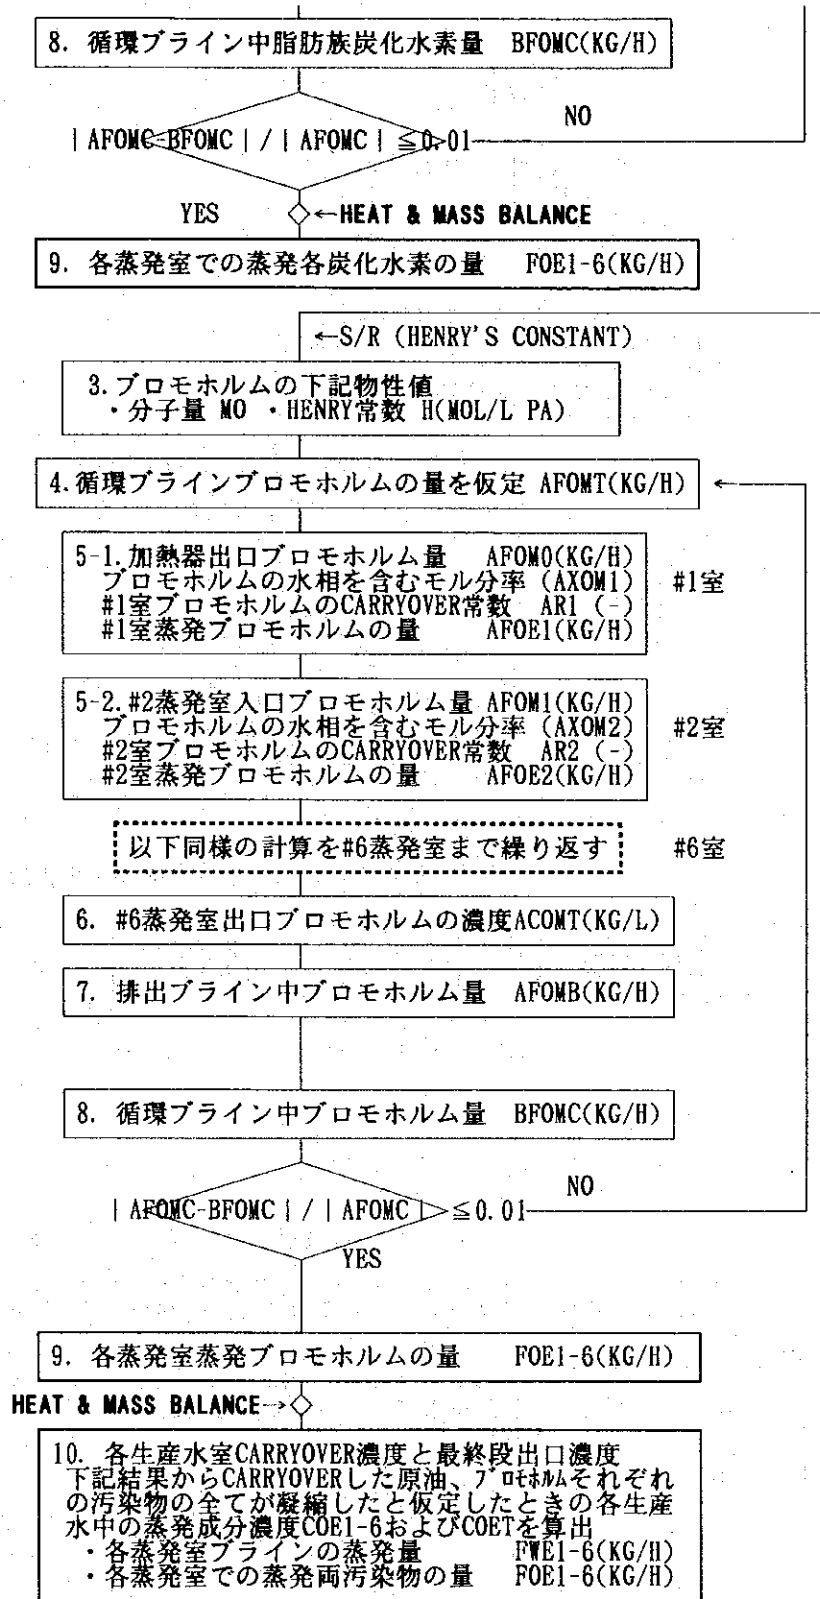 8. 循環ブライン中脂肪族炭化水素量 BFOMC(KG/H)
NO
| AFOMC-BFOMC | / | AFOMC | ≦0.01
YES ←HEAT & MASS BALANCE
9. 各蒸発室での蒸発各炭化水素の量 FOE1-6(KG/H)
←S/R (HENRY'S CONSTANT)
3.ブロモホルムの下記物性値
・分子量 MO ・HENRY常数 H(MOL/L PA)
4.循環ブラインブロモホルムの量を仮定 AFOMT(KG/H) ←
5-1.加熱器出口ブロモホルム量 AFOM0(KG/H)
ブロモホルムの水相を含むモル分率 (AXOM1) #1室
#1室ブロモホルムのCARRYOVER常数 AR1 (-)
#1室蒸発ブロモホルムの量 AFOE1(KG/H)
5-2.#2蒸発室入口ブロモホルム量 AFOM1(KG/H)
ブロモホルムの水相を含むモル分率 (AXOM2) #2室
#2室ブロモホルムのCARRYOVER常数 AR2 (-)
#2室蒸発ブロモホルムの量 AFOE2(KG/H)
以下同様の計算を#6蒸発室まで繰り返す #6室
6. #6蒸発室出口ブロモホルムの濃度ACOMT(KG/L)
7. 排出ブライン中ブロモホルム量 AFOMB(KG/H)
8. 循環ブライン中ブロモホルム量 BFOMC(KG/H)
NO
| AFOMC-BFOMC | / | AFOMC | ≦0.01
YES
9. 各蒸発室蒸発ブロモホルムの量 FOE1-6(KG/H)
HEAT & MASS BALANCE→
10. 各生産水室CARRYOVER濃度と最終段出口濃度
下記結果からCARRYOVERした原油、ブロモホルムそれぞれ
の汚染物の全てが凝縮したと仮定したときの各生産
水中の蒸発成分濃度COE1-6およびCOETを算出
・各蒸発室ブラインの蒸発量 FWE1-6(KG/H)
・各蒸発室での蒸発両汚染物の量 FOE1-6(KG/H)